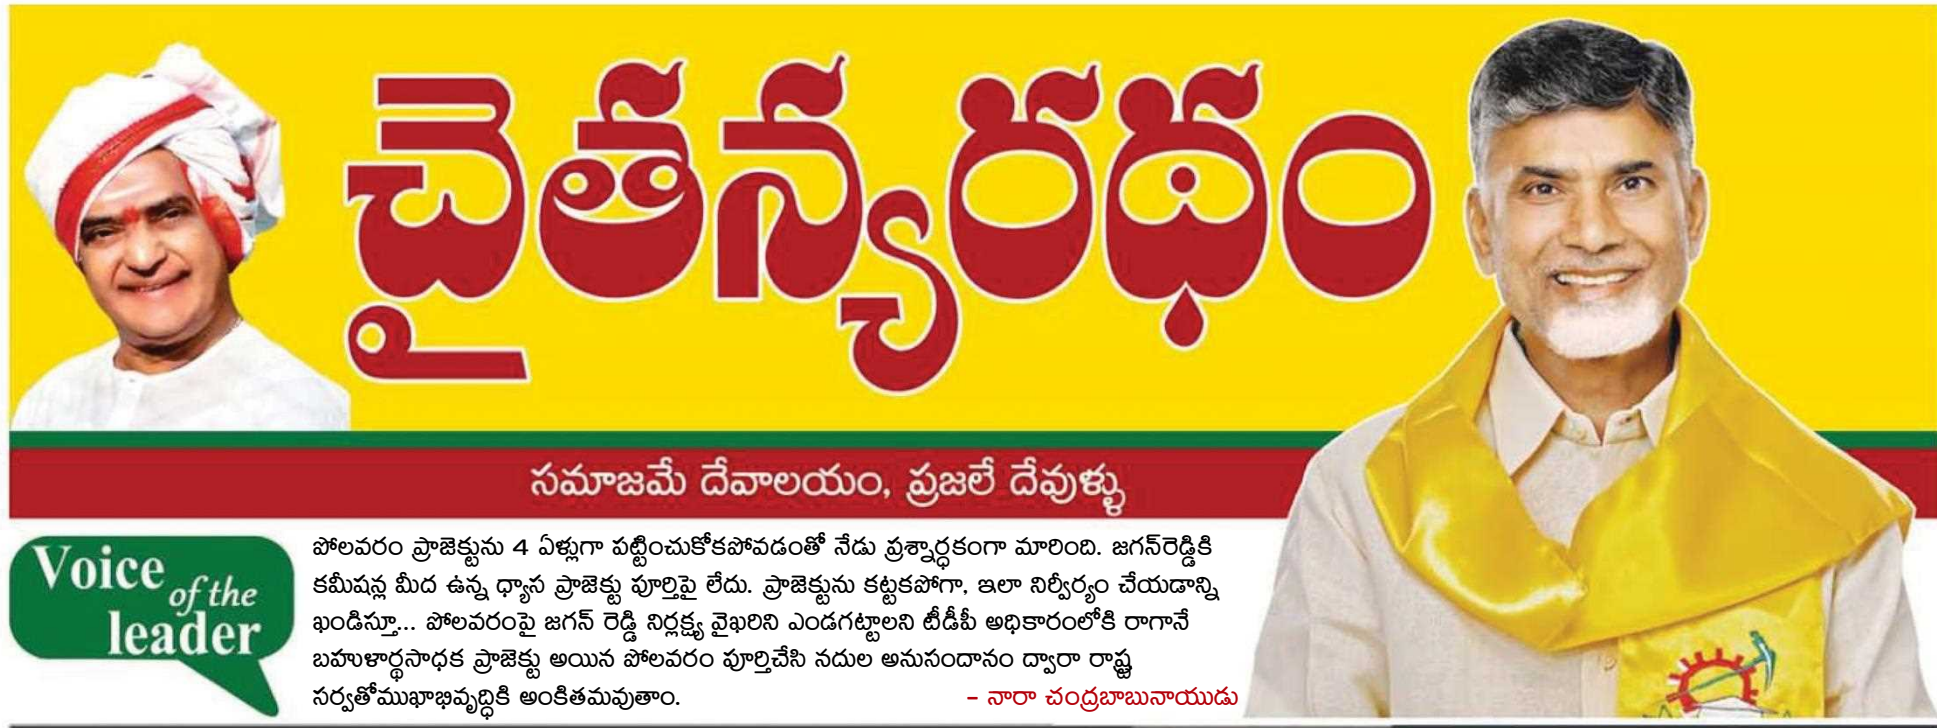 చైతన్యరథం
సమాజమే దేవాలయం, ప్రజలే దేవుళ్ళు
Voice of the leader
పోలవరం ప్రాజెక్టును 4 ఏళ్లుగా పట్టించుకోకపోవడంతో నేడు ప్రశ్నార్థకంగా మారింది. జగన్‌రెడ్డికి
కమీషన్ల మీద ఉన్న ధ్యాస ప్రాజెక్టు పూర్తిపై లేదు. ప్రాజెక్టును కట్టకపోగా, ఇలా నిర్వీర్యం చేయడాన్ని
ఖండిస్తూ... పోలవరంపై జగన్ రెడ్డి నిర్లక్ష్య వైఖరిని ఎండగట్టాలని టీడీపీ అధికారంలోకి రాగానే
బహుళార్థసాధక ప్రాజెక్టు అయిన పోలవరం పూర్తిచేసి నదుల అనుసందానం ద్వారా రాష్ట్ర
సర్వతోముఖాభివృద్ధికి అంకితమవుతాం.
– నారా చంద్రబాబునాయుడు